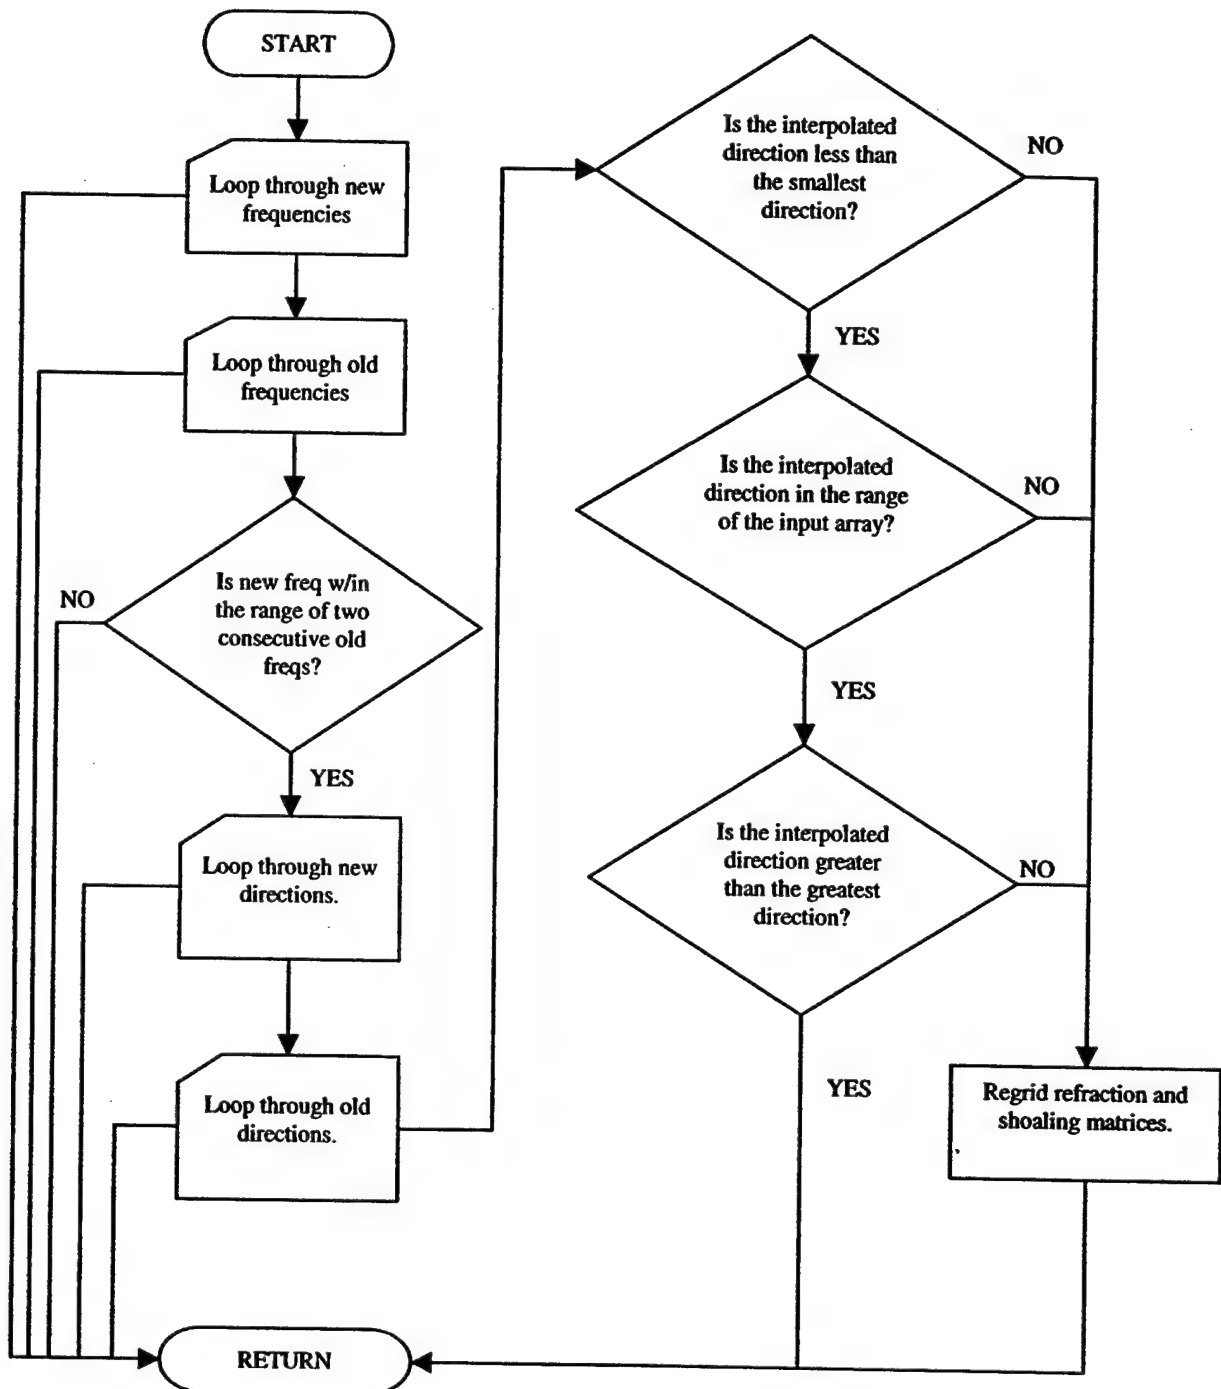 START
Loop through new
frequencies
Loop through old
frequencies
NO
Is new freq w/in
the range of two
consecutive old
freqs?
YES
Loop through new
directions.
Loop through old
directions.
Is the interpolated
direction less than
the smallest
direction?
NO
YES
Is the interpolated
direction in the range
of the input array?
NO
YES
Is the interpolated
direction greater
than the greatest
direction?
NO
YES
Regrid refraction and
shoaling matrices.
RETURN